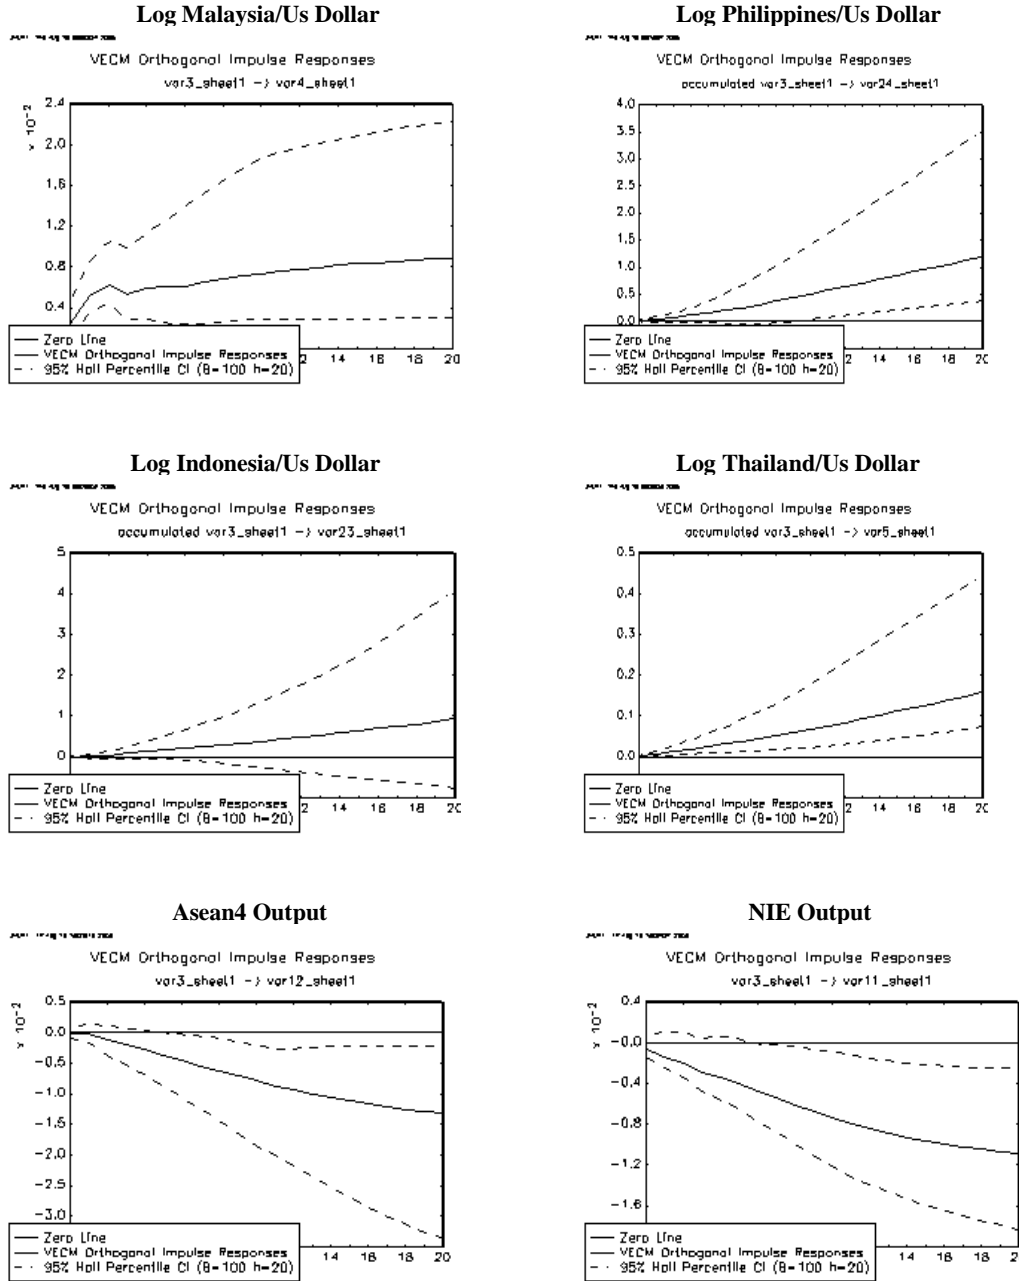 Log Malaysia/Us Dollar
VECM Orthogonal Impulse Responses
var3_sheet1 -> var4_sheet1
x 10^-2
2.4
2.0
1.6
1.2
0.8
0.4
14 16 18 20
Zero Line
VECM Orthogonal Impulse Responses
95% Hall Percentile CI (B=100 h=20)
Log Philippines/Us Dollar
VECM Orthogonal Impulse Responses
accumulated var3_sheet1 -> var24_sheet1
4.0
3.5
3.0
2.5
2.0
1.5
1.0
0.5
0.0
2 14 16 18 20
Zero Line
VECM Orthogonal Impulse Responses
95% Hall Percentile CI (B=100 h=20)
Log Indonesia/Us Dollar
VECM Orthogonal Impulse Responses
accumulated var3_sheet1 -> var23_sheet1
5
4
3
2
1
0
2 14 16 18 20
Zero Line
VECM Orthogonal Impulse Responses
95% Hall Percentile CI (B=100 h=20)
Log Thailand/Us Dollar
VECM Orthogonal Impulse Responses
accumulated var3_sheet1 -> var5_sheet1
0.5
0.4
0.3
0.2
0.1
0.0
2 14 16 18 20
Zero Line
VECM Orthogonal Impulse Responses
95% Hall Percentile CI (B=100 h=20)
Asean4 Output
VECM Orthogonal Impulse Responses
var3_sheet1 -> var12_sheet1
x 10^-2
0.5
0.0
-0.5
-1.0
-1.5
-2.0
-2.5
-3.0
14 16 18 20
Zero Line
VECM Orthogonal Impulse Responses
95% Hall Percentile CI (B=100 h=20)
NIE Output
VECM Orthogonal Impulse Responses
var3_sheet1 -> var11_sheet1
x 10^-2
0.4
-0.0
-0.4
-0.8
-1.2
-1.6
14 16 18
Zero Line
VECM Orthogonal Impulse Responses
95% Hall Percentile CI (B=100 h=20)